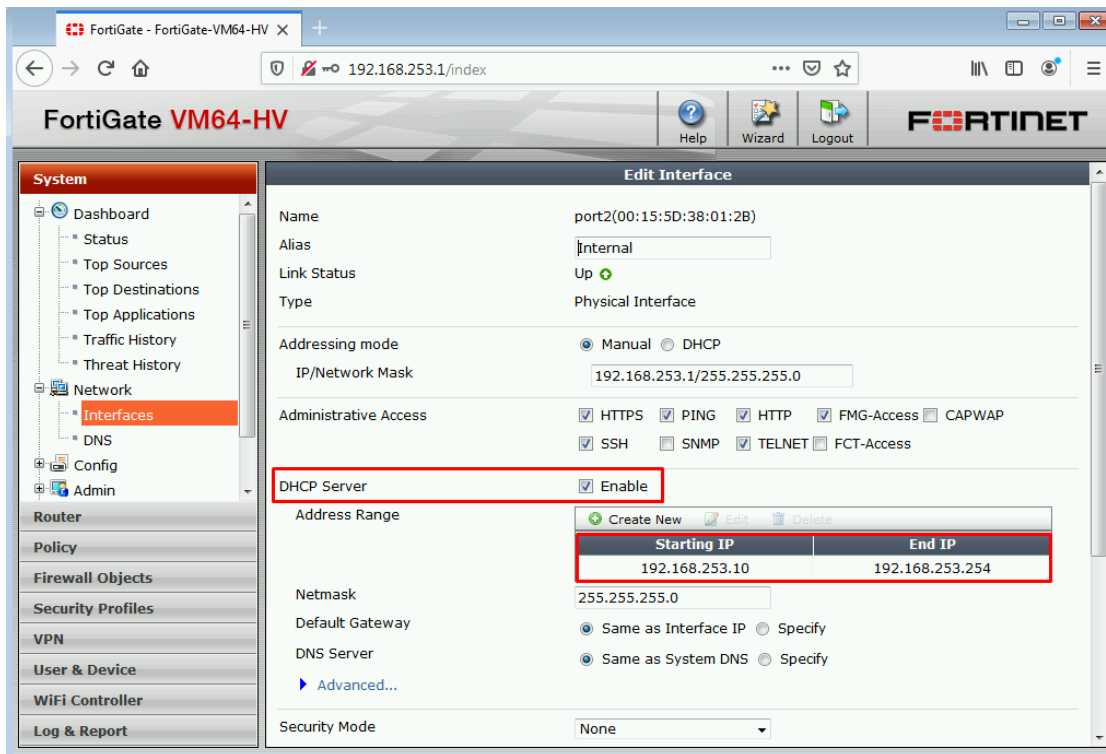 FortiGate - FortiGate-VM64-HV
192.168.253.1/index
FortiGate VM64-HV
Help
Wizard
Logout
FORTINET
System
Dashboard
Status
Top Sources
Top Destinations
Top Applications
Traffic History
Threat History
Network
Interfaces
DNS
Config
Admin
Router
Policy
Firewall Objects
Security Profiles
VPN
User & Device
WiFi Controller
Log & Report
Edit Interface
Name port2(00:15:5D:38:01:2B)
Alias Internal
Link Status Up
Type Physical Interface
Addressing mode Manual DHCP
IP/Network Mask 192.168.253.1/255.255.255.0
Administrative Access HTTPS PING HTTP FMG-Access CAPWAP
SSH SNMP TELNET FCT-Access
DHCP Server Enable
Address Range Create New Edit Delete
Starting IP End IP
192.168.253.10 192.168.253.254
Netmask 255.255.255.0
Default Gateway Same as Interface IP Specify
DNS Server Same as System DNS Specify
Advanced...
Security Mode None